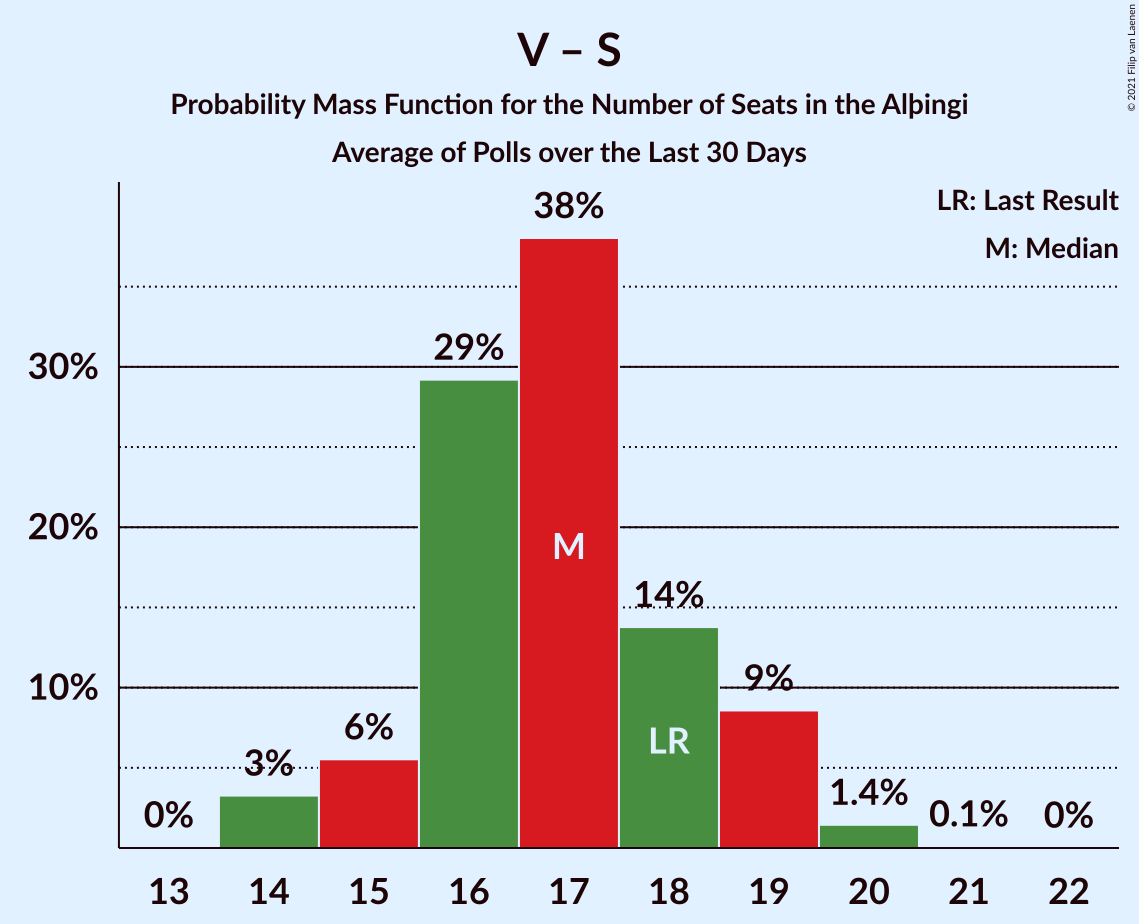 V – S
Probability Mass Function for the Number of Seats in the Alþingi
Average of Polls over the Last 30 Days
© 2021 Filip van Laenen
LR: Last Result
M: Median
38%
29%
30%
M
20%
14%
10%
9%
6%
LR
3%
1.4%
0%
0.1%
0%
13 14 15 16 17 18 19 20 21 22